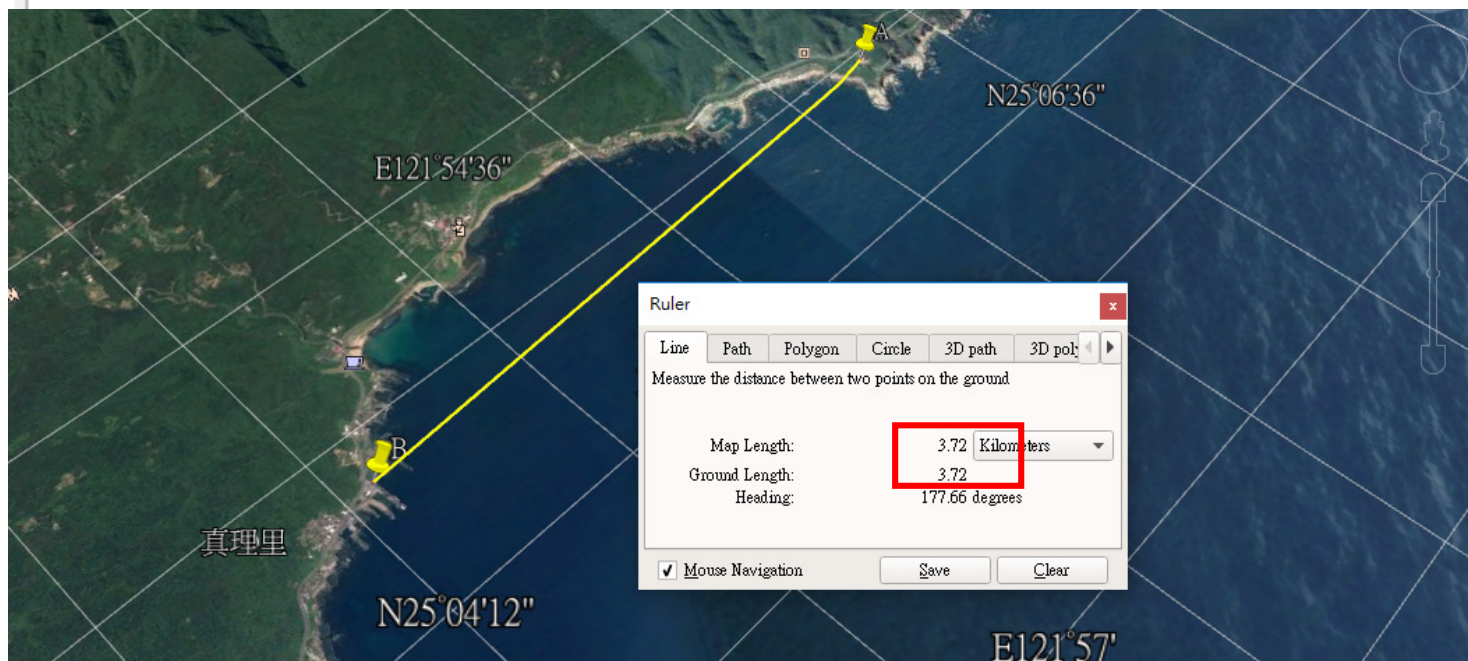 A
N25°06'36"
E121°54'36"
Ruler
x
Line Path Polygon Circle 3D path 3D pol
Measure the distance between two points on the ground
Map Length: 3.72 Kilometers
Ground Length: 3.72
Heading: 177.66 degrees
Mouse Navigation Save Clear
B
真理里
N25°04'12"
E121°57'